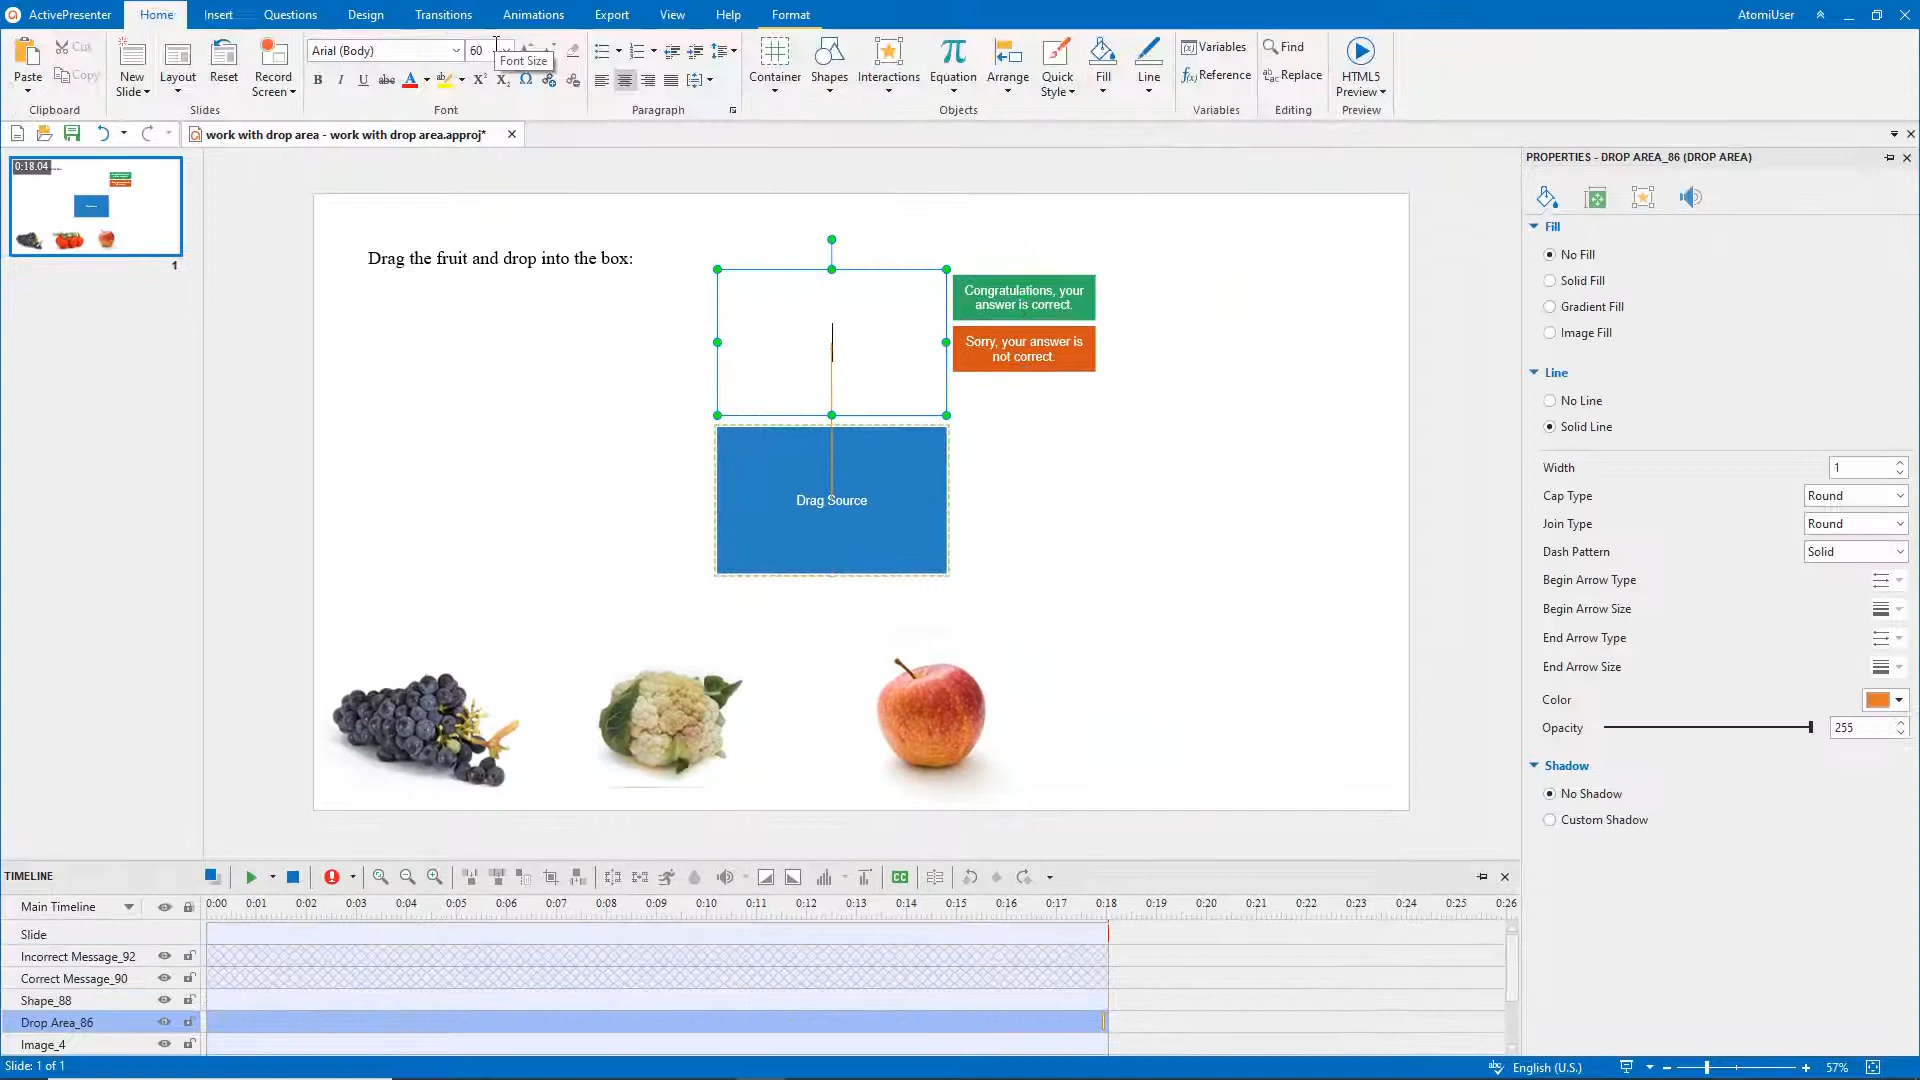 ActivePresenter
Home
Insert
Questions
Design
Transitions
Animations
Export
View
Help
Format
AtomiUser
Paste
Cut
Copy
Clipboard
New Slide
Layout
Reset
Record Screen
Slides
Arial (Body)
60
Font Size
Font
Paragraph
Container
Shapes
Interactions
Equation
Arrange
Quick Style
Fill
Line
Objects
Variables
Reference
Variables
Find
Replace
Editing
HTML5 Preview
Preview
work with drop area - work with drop area.approj*
0:18.04
1
Drag the fruit and drop into the box:
Congratulations, your
answer is correct.
Sorry, your answer is
not correct.
Drag Source
PROPERTIES - DROP AREA_86 (DROP AREA)
Fill
No Fill
Solid Fill
Gradient Fill
Image Fill
Line
No Line
Solid Line
Width 1
Cap Type Round
Join Type Round
Dash Pattern Solid
Begin Arrow Type
Begin Arrow Size
End Arrow Type
End Arrow Size
Color
Opacity 255
Shadow
No Shadow
Custom Shadow
TIMELINE
CC
Main Timeline
0:00 0:01 0:02 0:03 0:04 0:05 0:06 0:07 0:08 0:09 0:10 0:11 0:12 0:13 0:14 0:15 0:16 0:17 0:18 0:19 0:20 0:21 0:22 0:23 0:24 0:25 0:26
Slide
Incorrect Message_92
Correct Message_90
Shape_88
Drop Area_86
Image_4
Slide: 1 of 1
English (U.S.)
57%